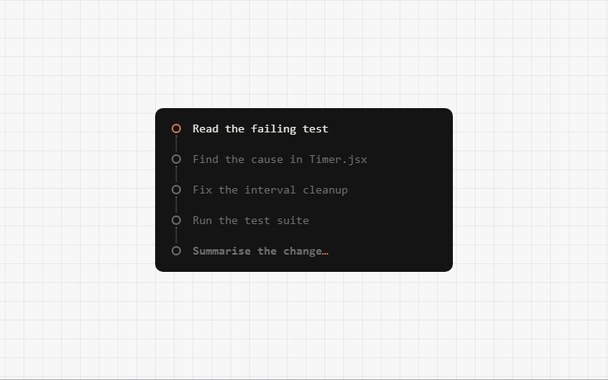 Read the failing test
Find the cause in Timer.jsx
Fix the interval cleanup
Run the test suite
Summarise the change…